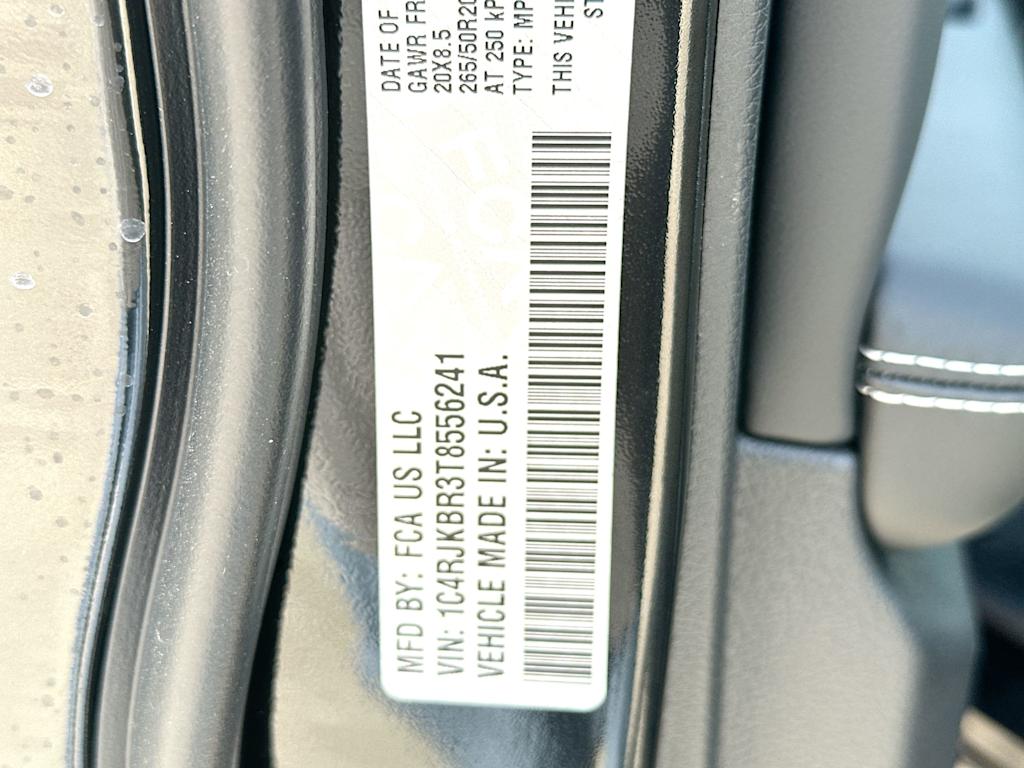 MFD BY: FCA US LLC
VIN: 1C4RJKBR3T8556241
VEHICLE MADE IN: U.S.A.
DATE OF
GAWR FR
20X8.5
265/50R20
AT 250 kP
TYPE: MP
THIS VEHI
ST